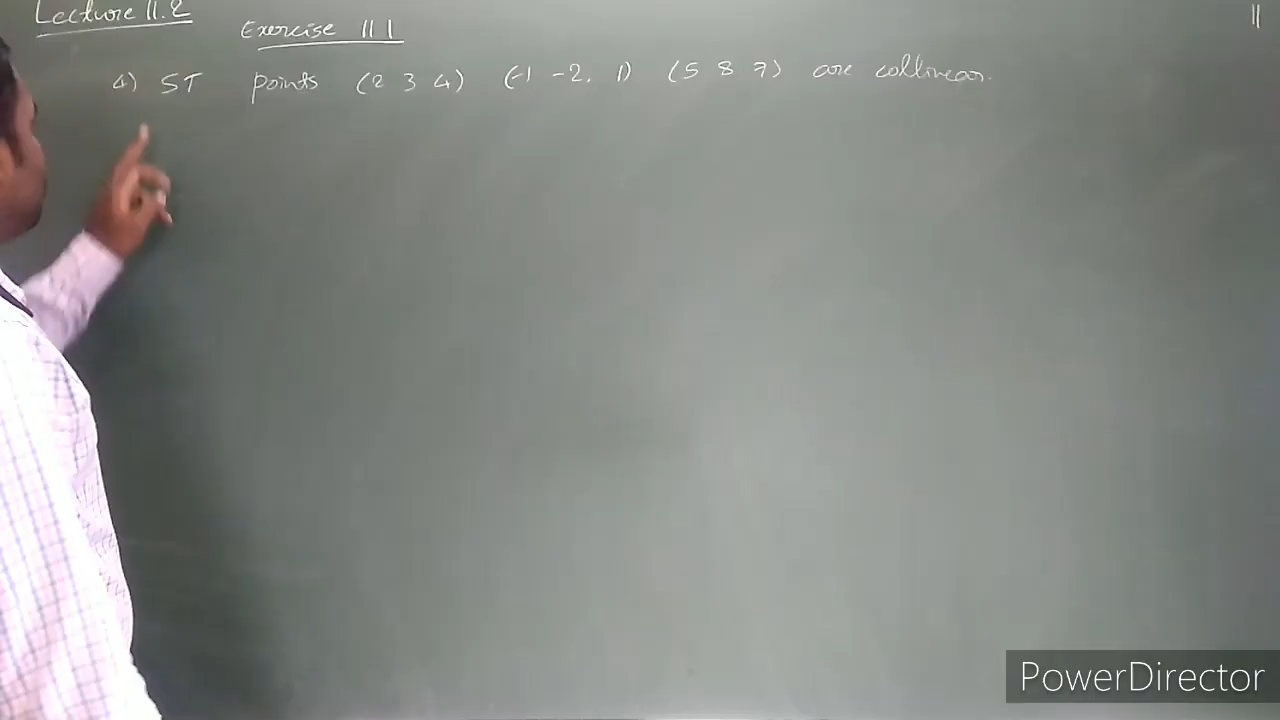 Lecture 11.2
Exercise 11 1
11
4) ST points (2 3 4) (-1 -2, 1) (5 8 7) are collinear.
PowerDirector